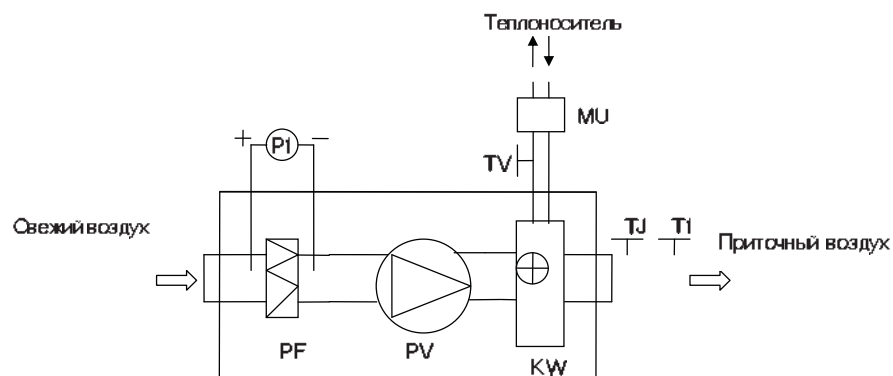 Теплоноситель
MU
+ P1 −
TV
Свежий воздух
TJ T1
Приточный воздух
PF
PV
KW